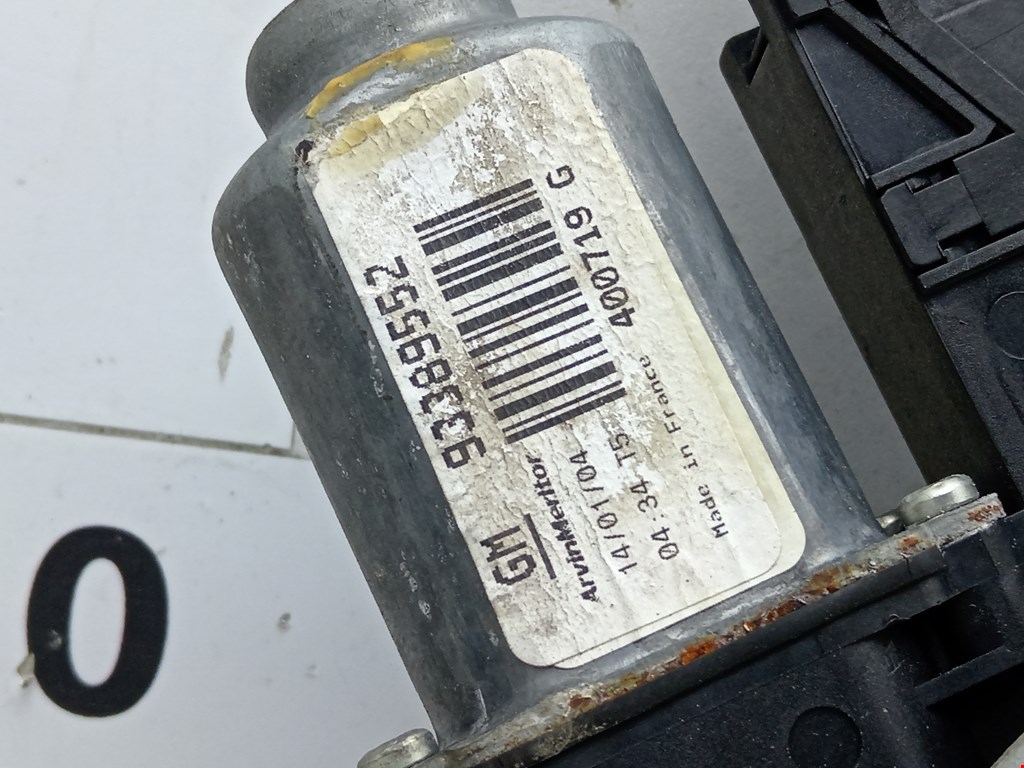 GM 93389552
ArvinMeritor
14/01/04
04:34 T5 400719 G
Made in France
0